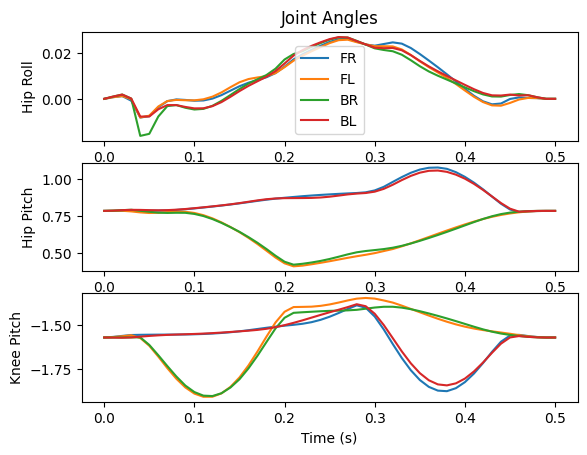 Joint Angles
Hip Roll
0.02
0.00
FR
FL
BR
BL
0.0 0.1 0.2 0.3 0.4 0.5
Hip Pitch
1.00
0.75
0.50
0.0 0.1 0.2 0.3 0.4 0.5
Knee Pitch
−1.50
−1.75
0.0 0.1 0.2 0.3 0.4 0.5
Time (s)